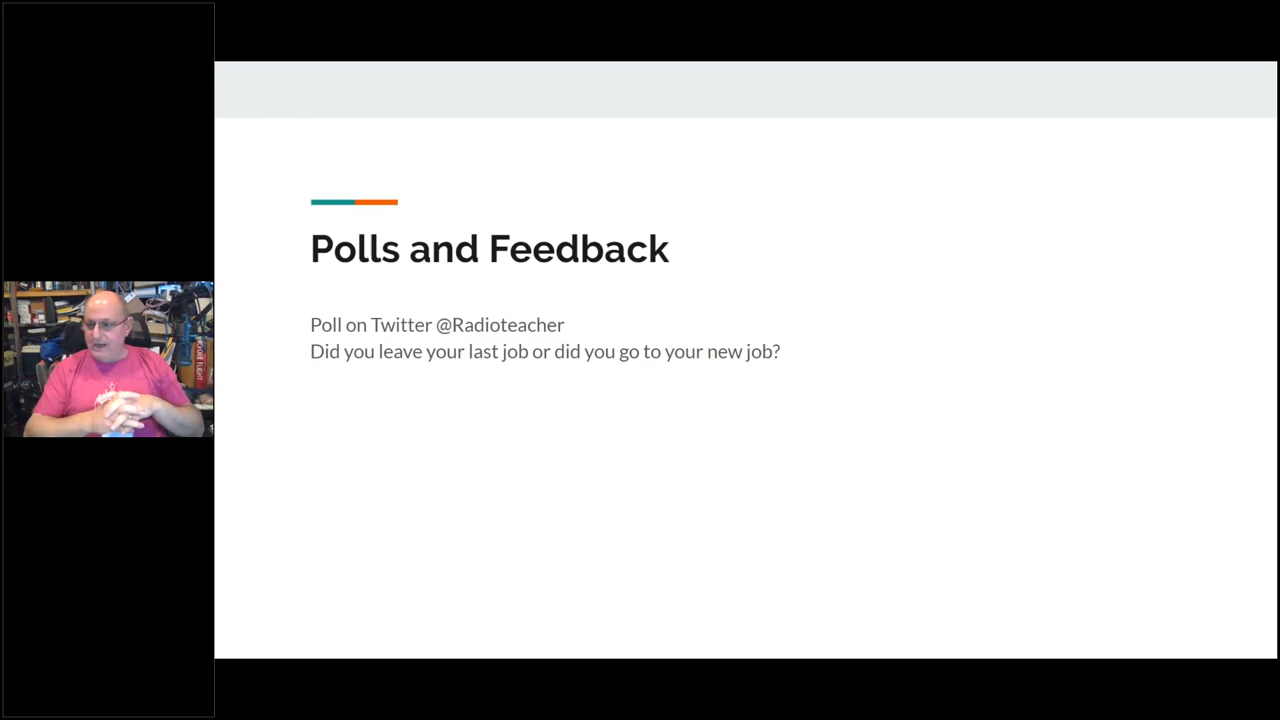 Polls and Feedback
Poll on Twitter @Radioteacher
Did you leave your last job or did you go to your new job?